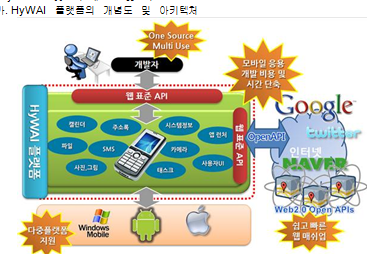 가. HyWAI 플랫폼의 개념도 및 아키텍처
One Source
Multi Use
개발자
모바일 응용
개발 비용 및
시간 단축
웹 표준 API
HyWAI 플랫폼
캘린더
주소록
시스템정보
앱 런처
파일
SMS
카메라
사용자UI
사진,그림
태스크
웹 표준 API
OpenAPI
Google
twitter
인터넷
NAVER
Web2.0 Open APIs
다중플랫폼
지원
Windows
Mobile
쉽고 빠른
웹 매쉬업